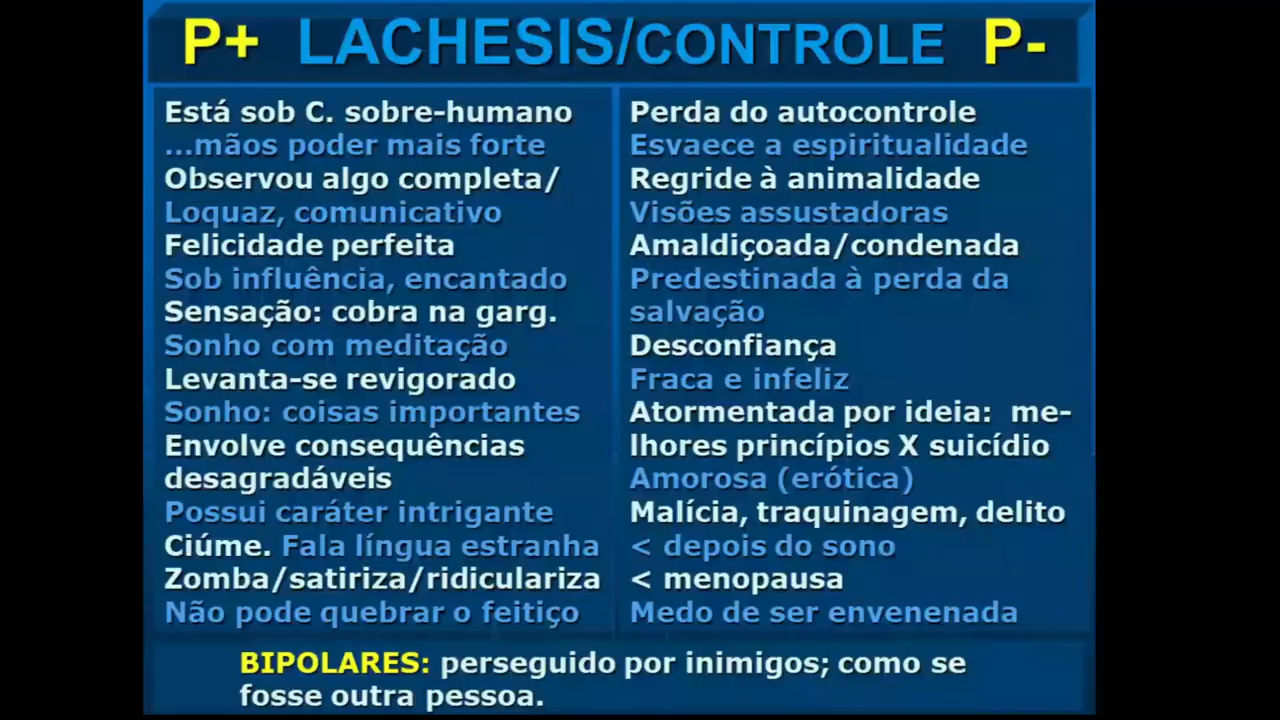 P+ LACHESIS/CONTROLE P-
Está sob C. sobre-humano
...mãos poder mais forte
Observou algo completa/
Loquaz, comunicativo
Felicidade perfeita
Sob influência, encantado
Sensação: cobra na garg.
Sonho com meditação
Levanta-se revigorado
Sonho: coisas importantes
Envolve consequências
desagradáveis
Possui caráter intrigante
Ciúme. Fala língua estranha
Zomba/satiriza/ridiculariza
Não pode quebrar o feitiço
Perda do autocontrole
Esvaece a espiritualidade
Regride à animalidade
Visões assustadoras
Amaldiçoada/condenada
Predestinada à perda da
salvação
Desconfiança
Fraca e infeliz
Atormentada por ideia: me-
lhores princípios X suicídio
Amorosa (erótica)
Malícia, traquinagem, delito
< depois do sono
< menopausa
Medo de ser envenenada
BIPOLARES: perseguido por inimigos; como se
fosse outra pessoa.